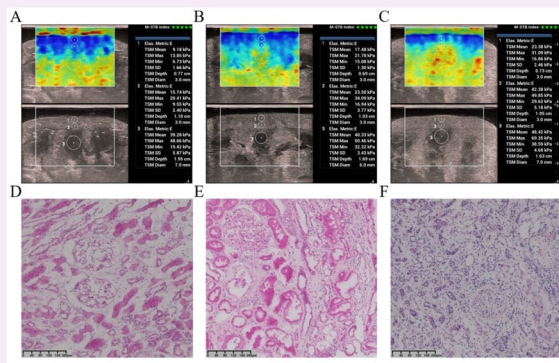 A
M-STB Index
1 Elas. Metric:E
TSM Mean 9.18 kPa
TSM Max 13.85 kPa
TSM Min 6.73 kPa
TSM SD 1.66 kPa
TSM Depth 0.77 cm
TSM Diam 3.0 mm
2 Elas. Metric:E
TSM Mean 15.74 kPa
TSM Max 20.41 kPa
TSM Min 9.55 kPa
TSM SD 2.40 kPa
TSM Depth 1.10 cm
TSM Diam 3.0 mm
3 Elas. Metric:E
TSM Mean 39.28 kPa
TSM Max 48.66 kPa
TSM Min 19.42 kPa
TSM SD 5.87 kPa
TSM Depth 1.95 cm
TSM Diam 7.0 mm
B
M-STB Index
1 Elas. Metric:E
TSM Mean 17.48 kPa
TSM Max 21.78 kPa
TSM Min 15.08 kPa
TSM SD 1.30 kPa
TSM Depth 0.69 cm
TSM Diam 3.0 mm
2 Elas. Metric:E
TSM Mean 23.50 kPa
TSM Max 34.09 kPa
TSM Min 16.94 kPa
TSM SD 3.77 kPa
TSM Depth 1.03 cm
TSM Diam 3.0 mm
3 Elas. Metric:E
TSM Mean 40.33 kPa
TSM Max 50.46 kPa
TSM Min 32.32 kPa
TSM SD 3.43 kPa
TSM Depth 1.69 cm
TSM Diam 6.0 mm
C
M-STB Index
1 Elas. Metric:E
TSM Mean 23.38 kPa
TSM Max 31.09 kPa
TSM Min 16.86 kPa
TSM SD 2.46 kPa
TSM Depth 0.73 cm
TSM Diam 3.0 mm
2 Elas. Metric:E
TSM Mean 42.38 kPa
TSM Max 49.85 kPa
TSM Min 29.62 kPa
TSM SD 5.18 kPa
TSM Depth 1.05 cm
TSM Diam 3.0 mm
3 Elas. Metric:E
TSM Mean 48.42 kPa
TSM Max 69.35 kPa
TSM Min 38.59 kPa
TSM SD 4.68 kPa
TSM Depth 1.63 cm
TSM Diam 7.0 mm
D
E
F